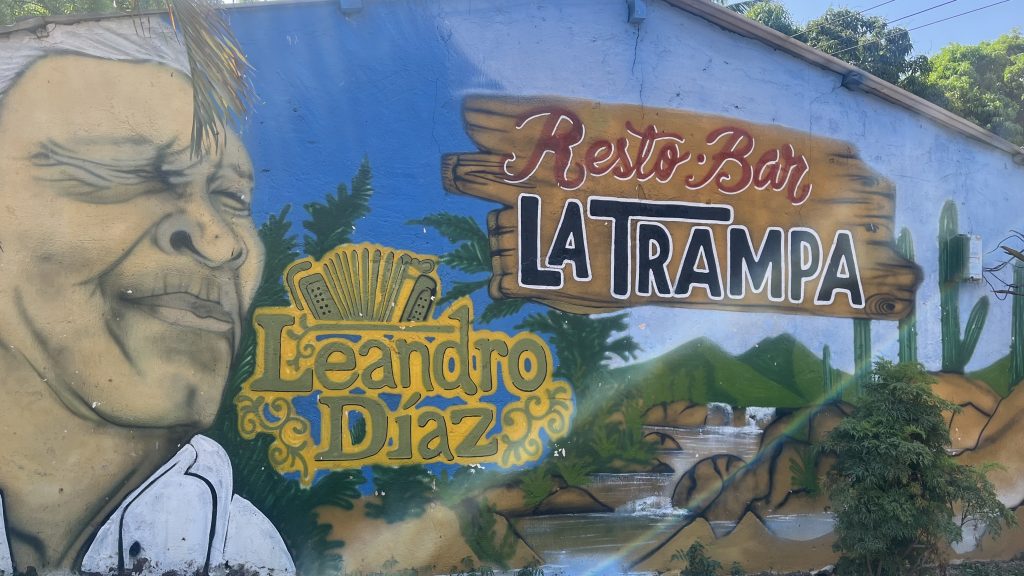 Resto·Bar
LA TRAMPA
Leandro
Díaz